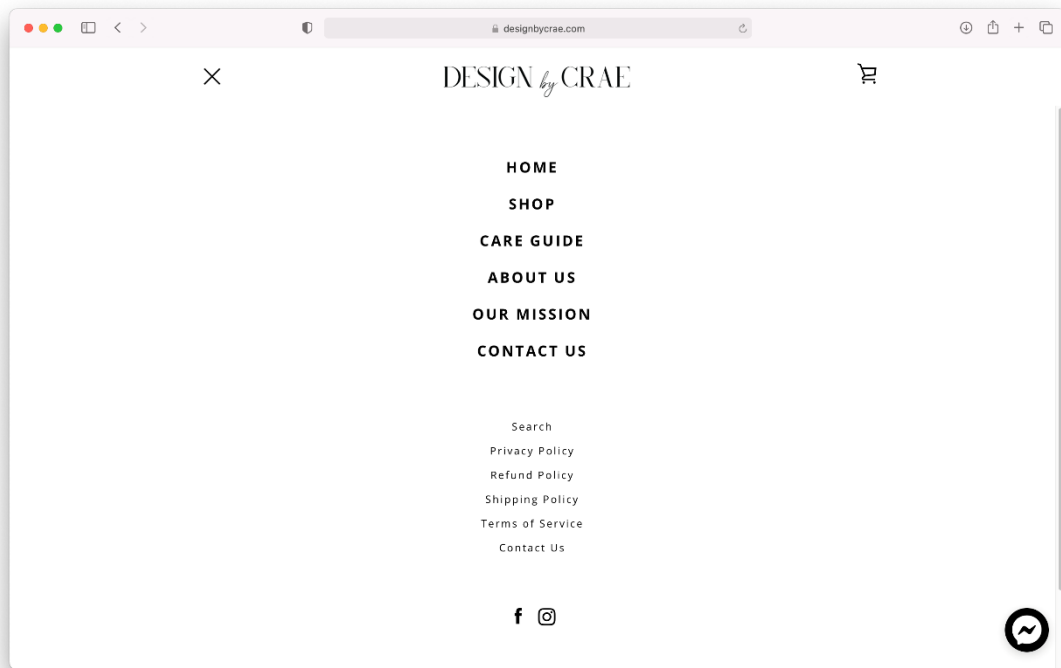 designbycrae.com
DESIGN by CRAE
HOME
SHOP
CARE GUIDE
ABOUT US
OUR MISSION
CONTACT US
Search
Privacy Policy
Refund Policy
Shipping Policy
Terms of Service
Contact Us